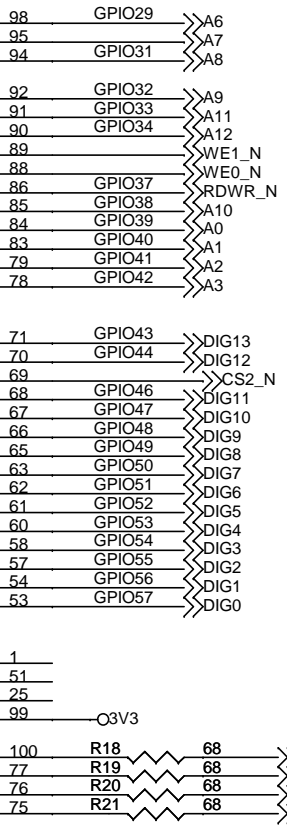 98 GPIO29 A6
95 A7
94 GPIO31 A8
92 GPIO32 A9
91 GPIO33 A11
90 GPIO34 A12
89 WE1_N
88 WE0_N
86 GPIO37 RDWR_N
85 GPIO38 A10
84 GPIO39 A0
83 GPIO40 A1
79 GPIO41 A2
78 GPIO42 A3
71 GPIO43 DIG13
70 GPIO44 DIG12
69 CS2_N
68 GPIO46 DIG11
67 GPIO47 DIG10
66 GPIO48 DIG9
65 GPIO49 DIG8
63 GPIO50 DIG7
62 GPIO51 DIG6
61 GPIO52 DIG5
60 GPIO53 DIG4
58 GPIO54 DIG3
57 GPIO55 DIG2
54 GPIO56 DIG1
53 GPIO57 DIG0
1
51
25
99 3V3
100 R18 68
77 R19 68
76 R20 68
75 R21 68